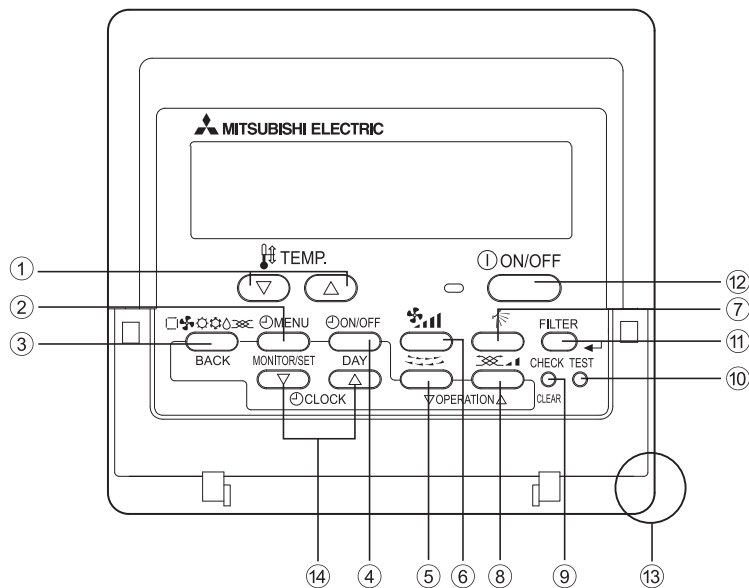 MITSUBISHI ELECTRIC
TEMP.
ON/OFF
① ⑫
② ⑦
MENU ON/OFF FILTER
③ ⑪
BACK MONITOR/SET DAY CHECK TEST
⑩
CLOCK ▽OPERATION△ CLEAR
⑭ ④ ⑤ ⑥ ⑧ ⑨ ⑬